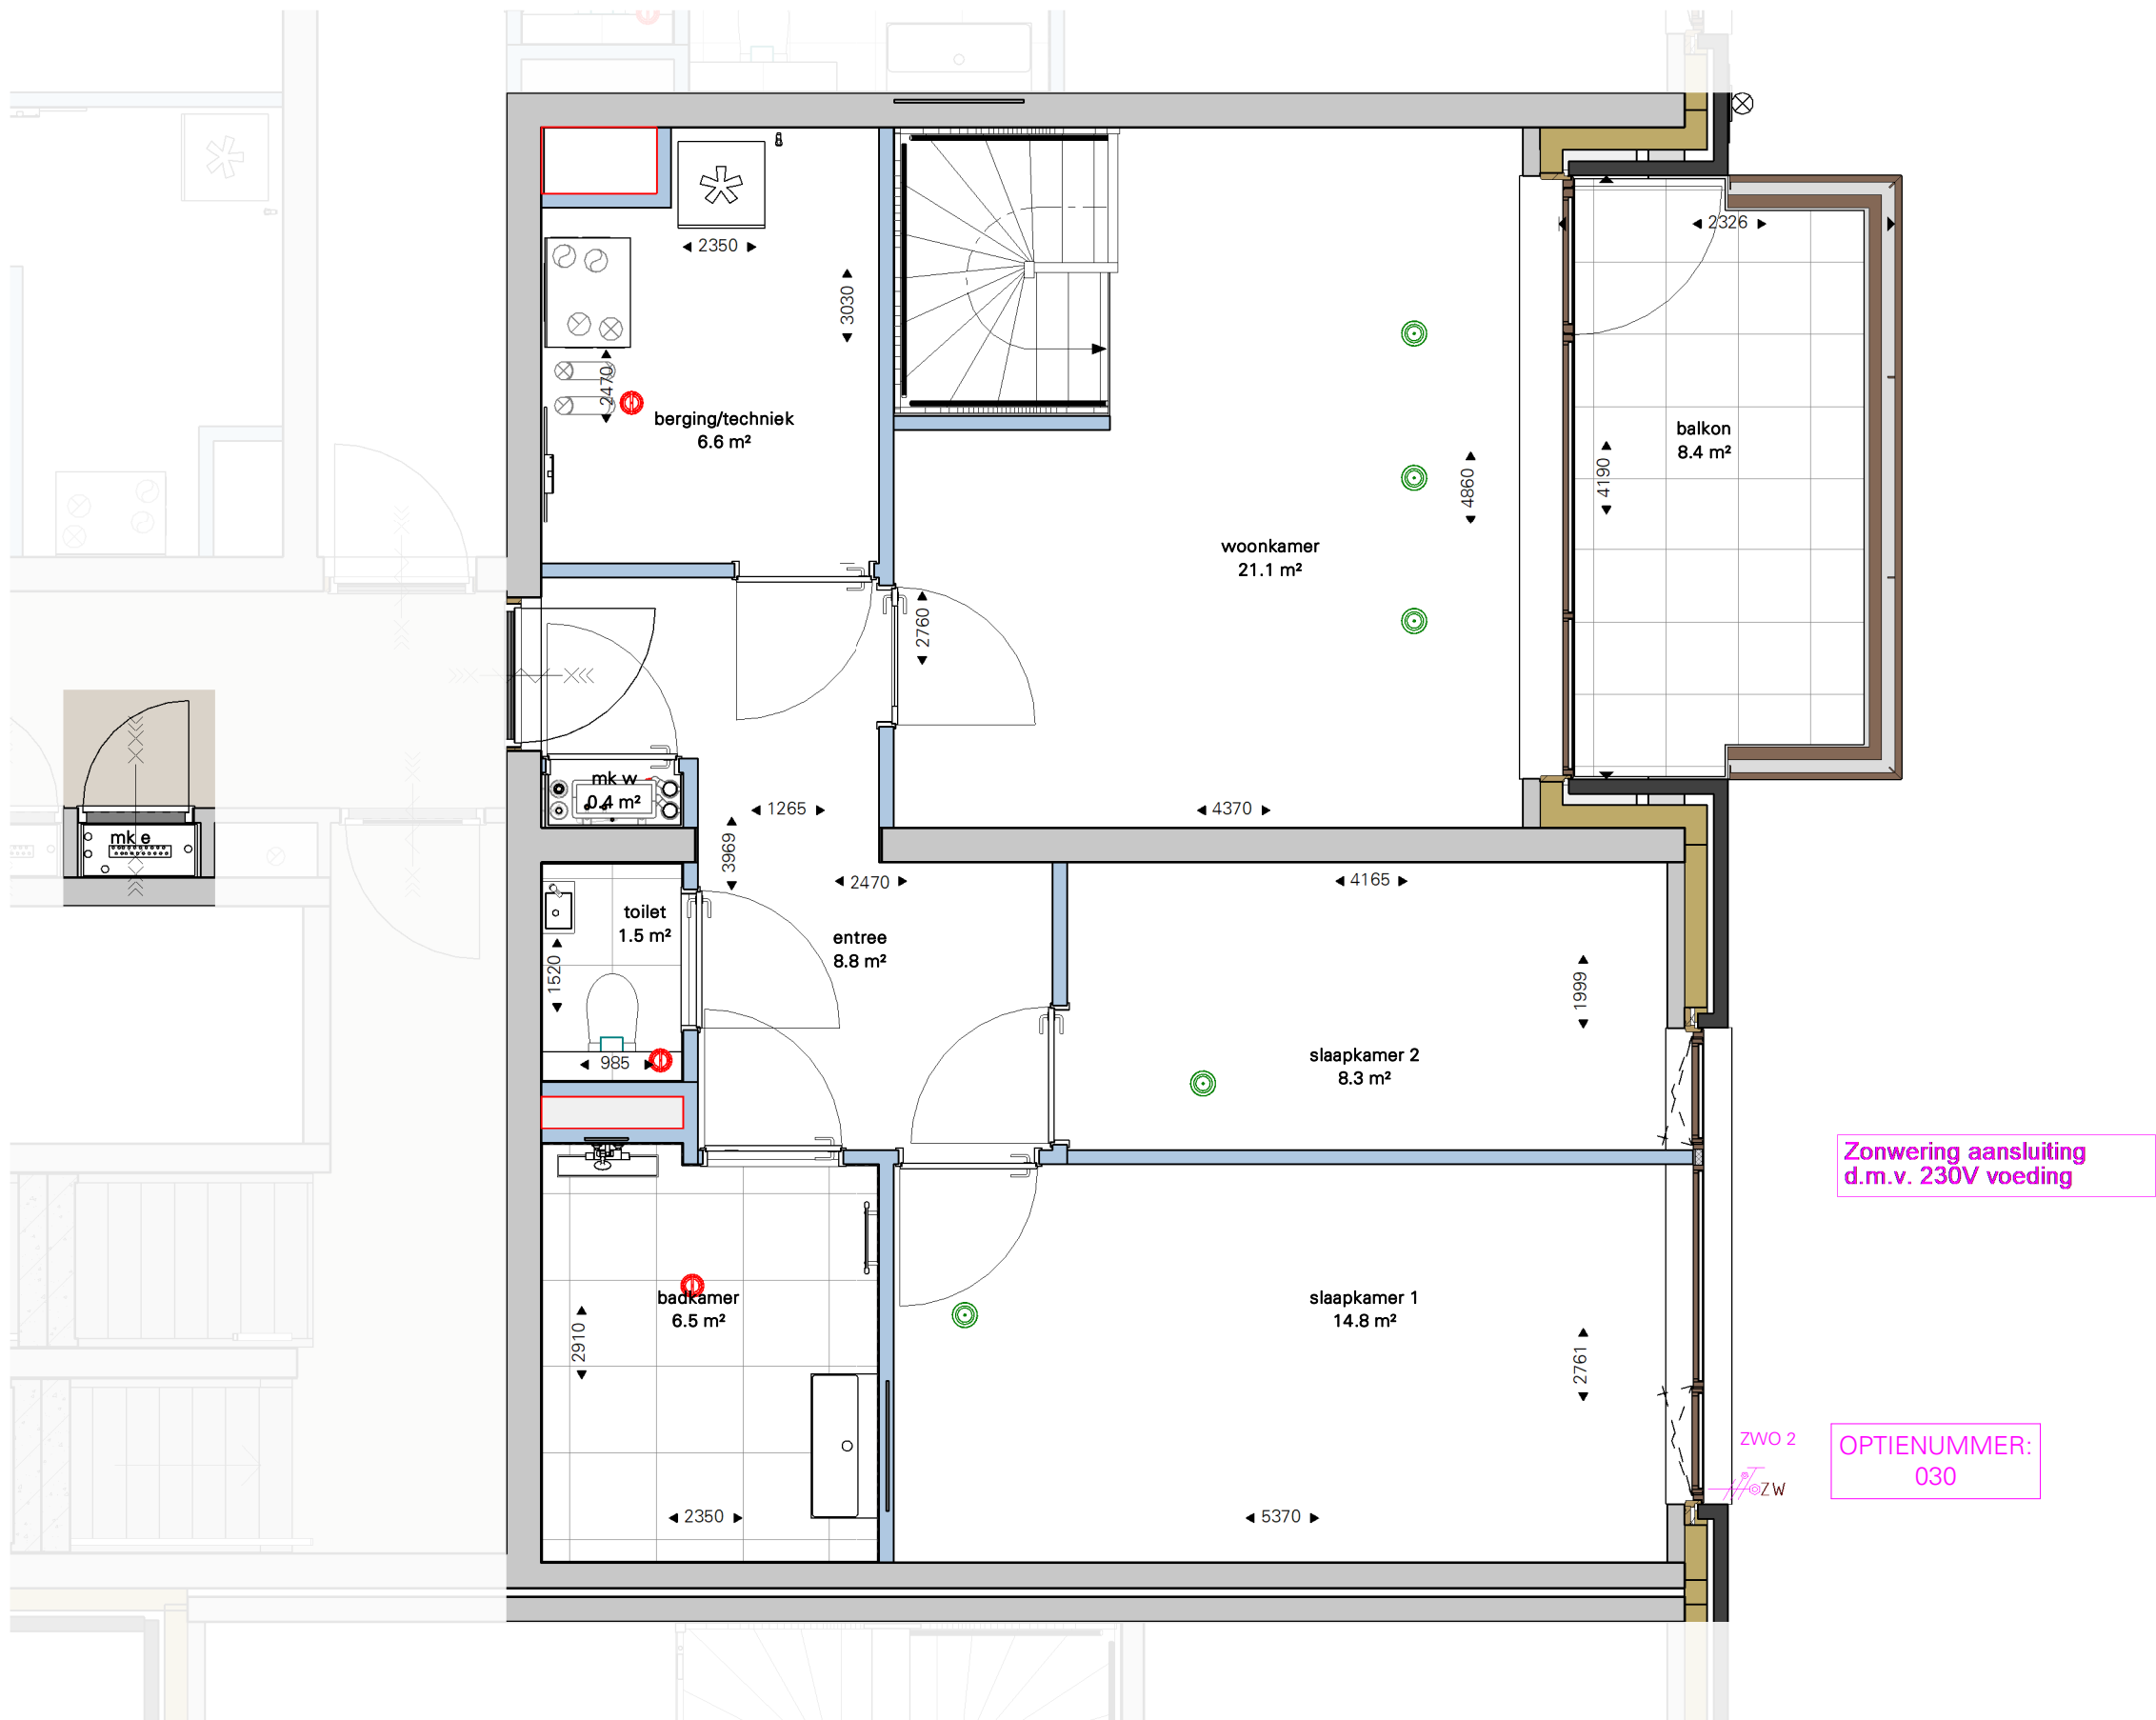 2350
3030
2470
berging/techniek
6.6 m²
2326
balkon
8.4 m²
4190
4860
woonkamer
21.1 m²
2760
mk w
0.4 m²
1265
4370
mk e
3969
2470
4165
toilet
1.5 m²
entree
8.8 m²
1520
1999
985
slaapkamer 2
8.3 m²
Zonwering aansluiting
d.m.v. 230V voeding
badkamer
6.5 m²
slaapkamer 1
14.8 m²
2910
2761
ZWO 2
OPTIENUMMER:
030
ZW
2350
5370